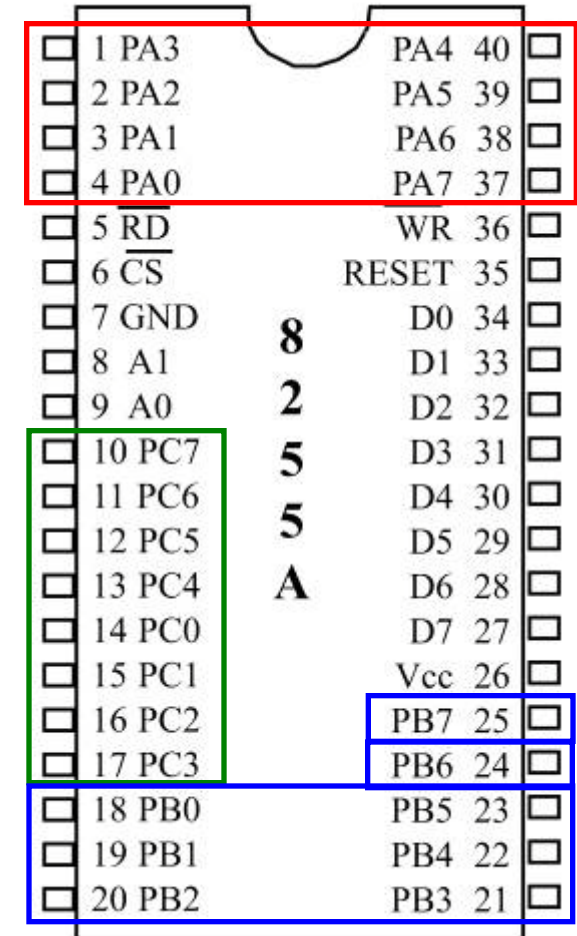 1 PA3 PA4 40
2 PA2 PA5 39
3 PA1 PA6 38
4 PA0 PA7 37
5 R̅D̅ W̅R̅ 36
6 C̅S̅ RESET 35
7 GND D0 34
8 A1 D1 33
9 A0 D2 32
10 PC7 D3 31
11 PC6 D4 30
12 PC5 D5 29
13 PC4 D6 28
14 PC0 D7 27
15 PC1 Vcc 26
16 PC2 PB7 25
17 PC3 PB6 24
18 PB0 PB5 23
19 PB1 PB4 22
20 PB2 PB3 21
8
2
5
5
A